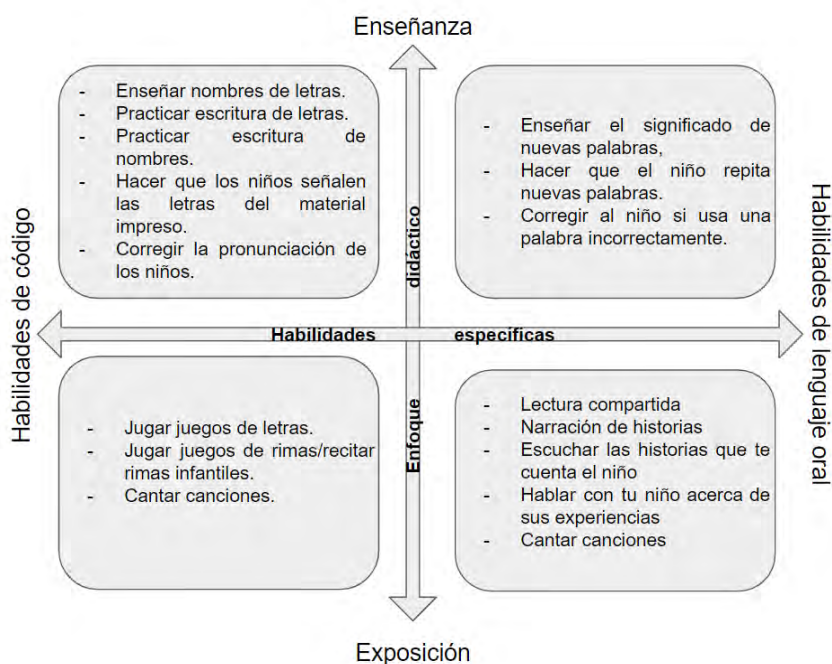 Enseñanza
- Enseñar nombres de letras.
- Practicar escritura de letras.
- Practicar escritura de
nombres.
- Hacer que los niños señalen
las letras del material
impreso.
- Corregir la pronunciación de
los niños.
- Enseñar el significado de
nuevas palabras,
- Hacer que el niño repita
nuevas palabras.
- Corregir al niño si usa una
palabra incorrectamente.
Habilidades de código
Habilidades específicas
Enfoque didáctico
Habilidades de lenguaje oral
- Jugar juegos de letras.
- Jugar juegos de rimas/recitar
rimas infantiles.
- Cantar canciones.
- Lectura compartida
- Narración de historias
- Escuchar las historias que te
cuenta el niño
- Hablar con tu niño acerca de
sus experiencias
- Cantar canciones
Exposición